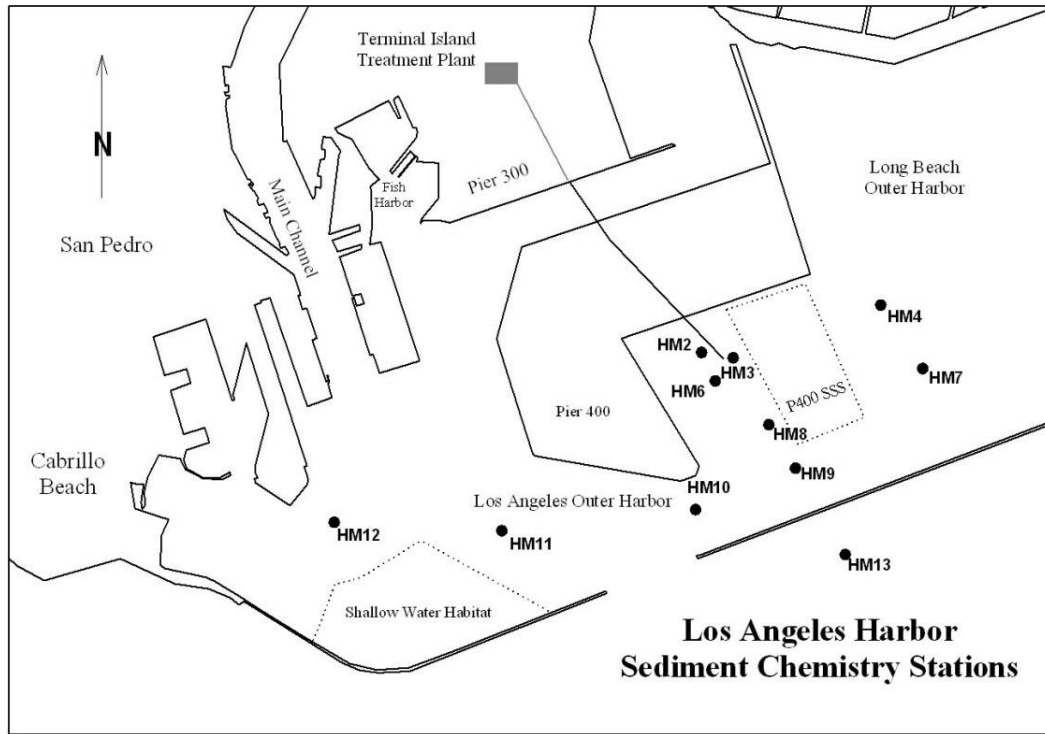 Terminal Island
Treatment Plant
N
Long Beach
Outer Harbor
Pier 300
Fish
Harbor
Main Channel
San Pedro
HM4
HM2
HM3
HM7
HM6
P400 SSS
Pier 400
HM8
Cabrillo
Beach
HM9
HM10
Los Angeles Outer Harbor
HM12
HM11
HM13
Shallow Water Habitat
Los Angeles Harbor
Sediment Chemistry Stations